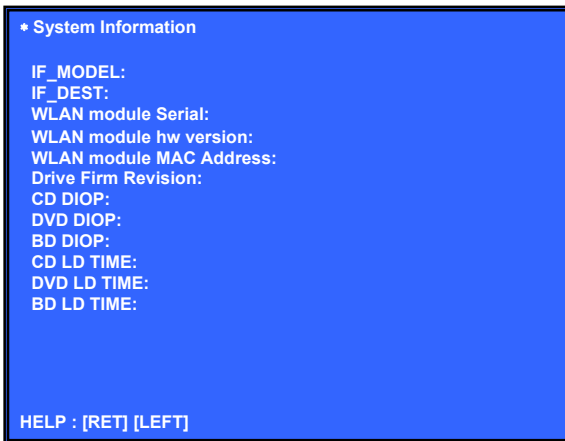 * System Information
IF_MODEL:
IF_DEST:
WLAN module Serial:
WLAN module hw version:
WLAN module MAC Address:
Drive Firm Revision:
CD DIOP:
DVD DIOP:
BD DIOP:
CD LD TIME:
DVD LD TIME:
BD LD TIME:
HELP : [RET] [LEFT]